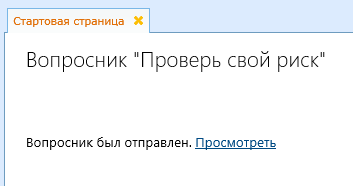 Стартовая страница
Вопросник "Проверь свой риск"
Вопросник был отправлен. Просмотреть